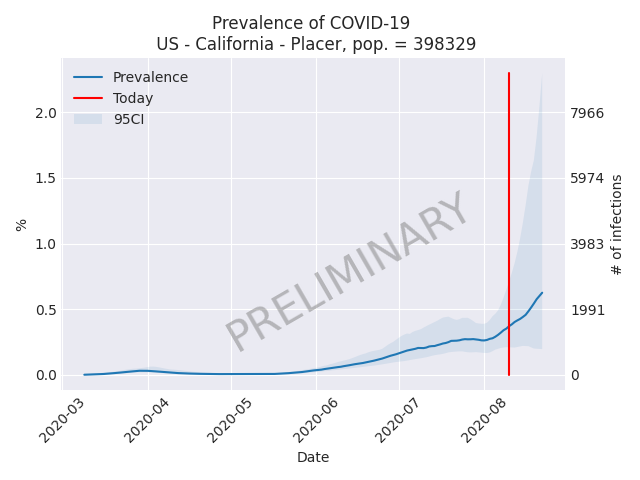 Prevalence of COVID-19
US - California - Placer, pop. = 398329
Prevalence
Today
95CI
2.0
1.5
1.0
0.5
0.0
%
7966
5974
3983
1991
0
# of infections
PRELIMINARY
2020-03
2020-04
2020-05
2020-06
2020-07
2020-08
Date